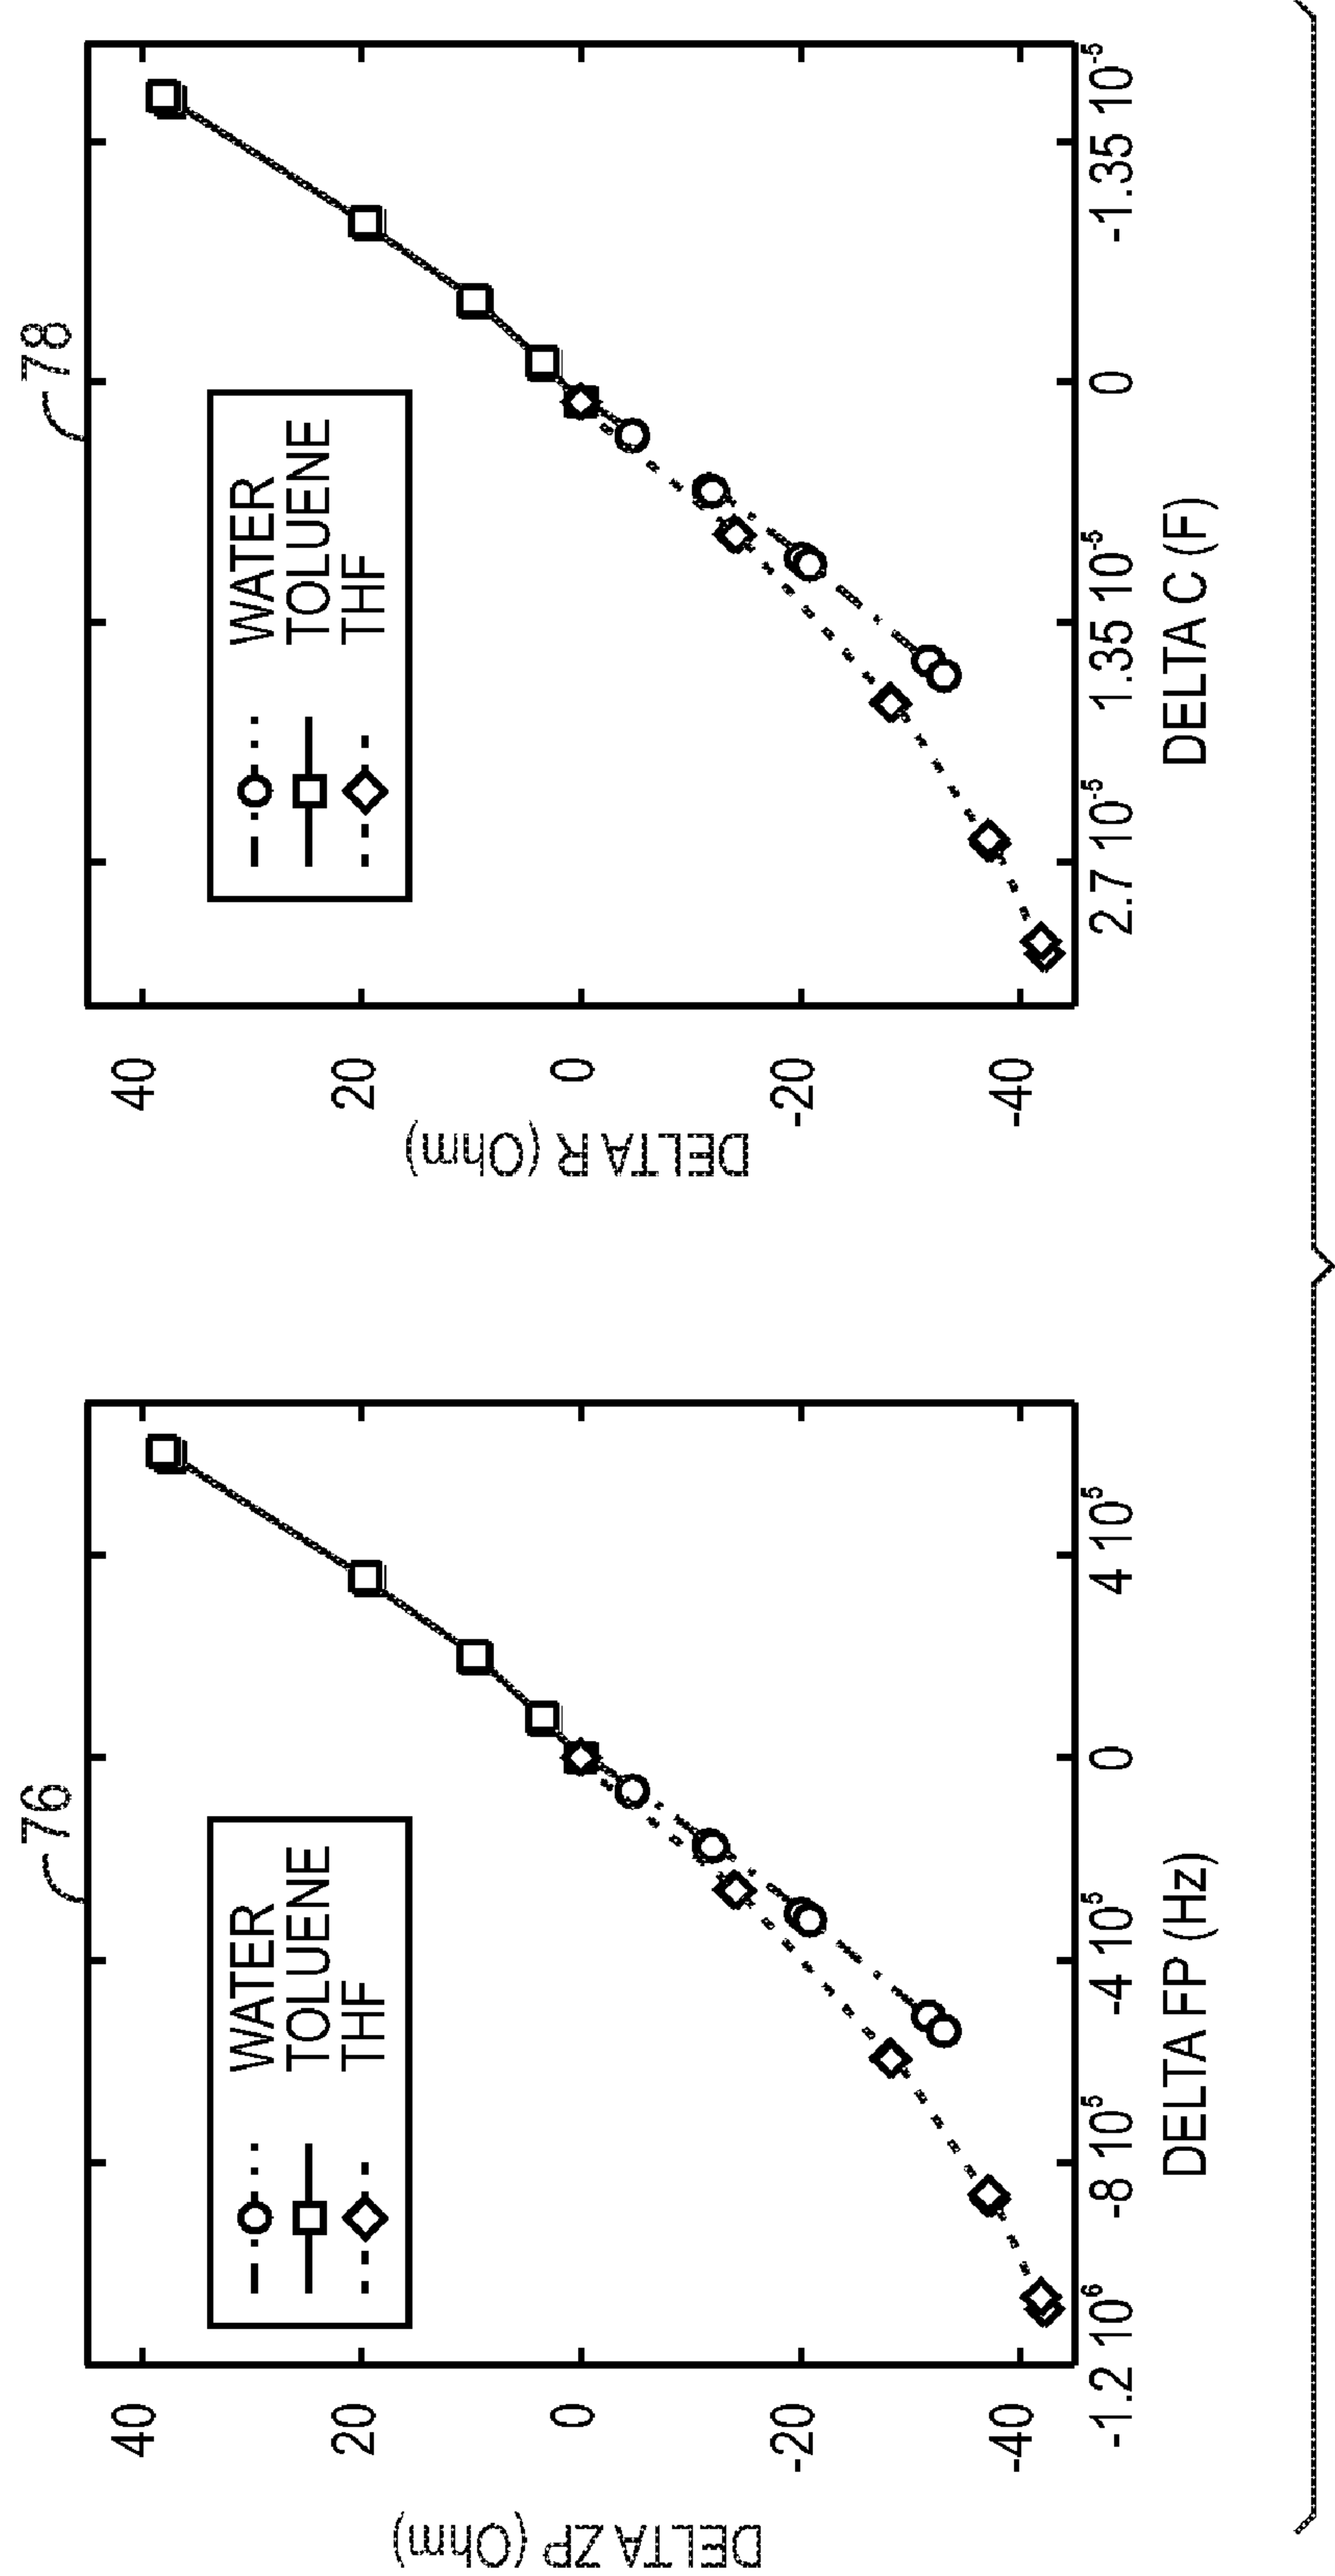 76
WATER
TOLUENE
THF
40
20
0
-20
-40
DELTA ZP (Ohm)
-1.2 10⁶
-8 10⁵
-4 10⁵
0
4 10⁵
DELTA FP (Hz)
78
WATER
TOLUENE
THF
40
20
0
-20
-40
DELTA R (Ohm)
2.7 10⁻⁵
1.35 10⁻⁵
0
-1.35 10⁻⁵
DELTA C (F)